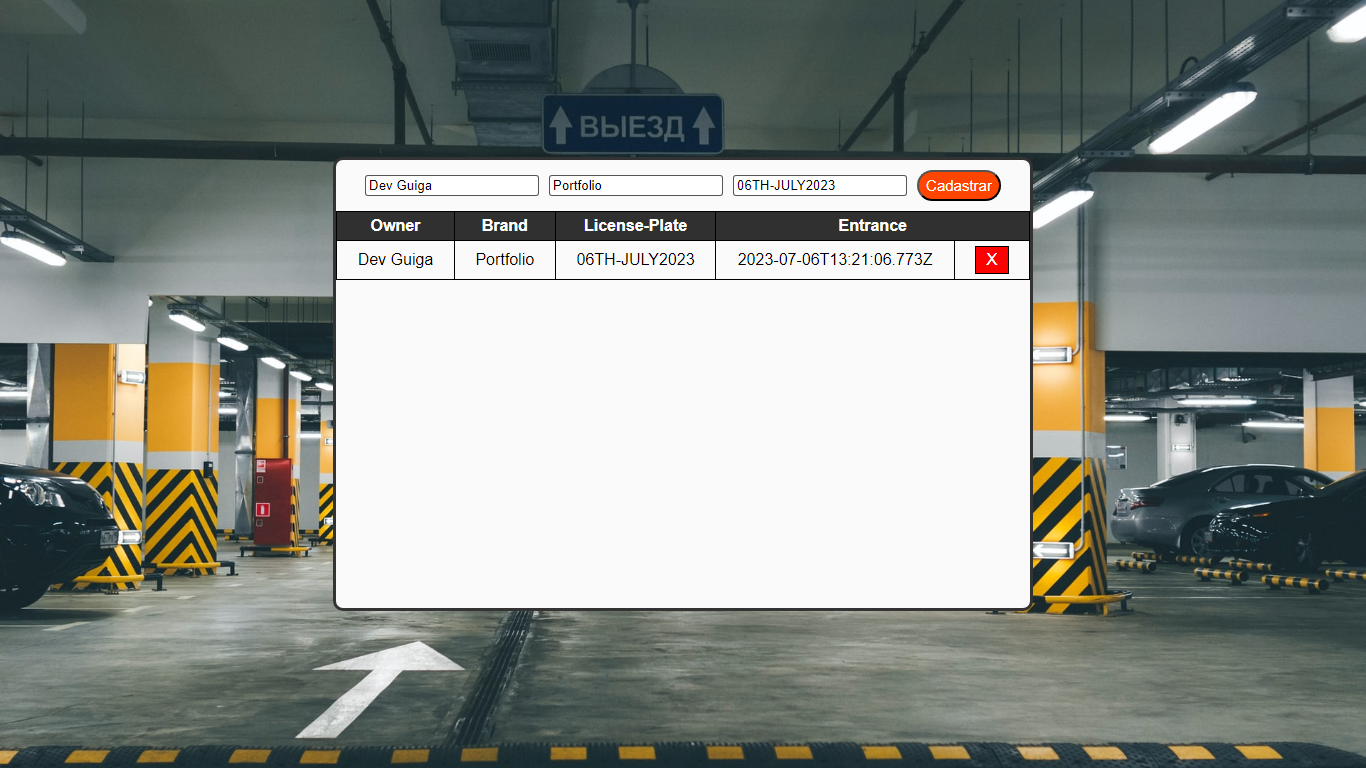 ВЫЕЗД
Dev Guiga Portfolio 06TH-JULY2023 Cadastrar
Owner Brand License-Plate Entrance
Dev Guiga Portfolio 06TH-JULY2023 2023-07-06T13:21:06.773Z X